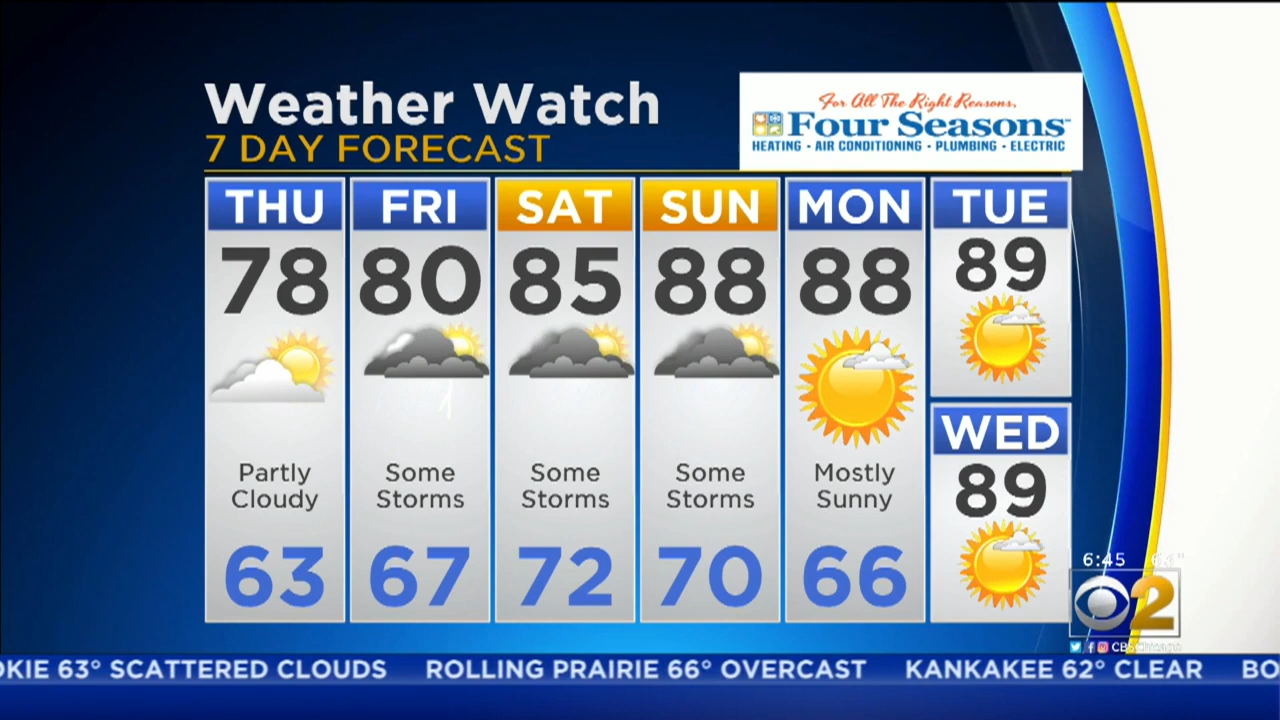 Weather Watch
7 DAY FORECAST
For All The Right Reasons.
Four Seasons
HEATING - AIR CONDITIONING - PLUMBING - ELECTRIC
THU
78
Partly
Cloudy
63
FRI
80
Some
Storms
67
SAT
85
Some
Storms
72
SUN
88
Some
Storms
70
MON
88
Mostly
Sunny
66
TUE
89
WED
89
6:45
2
CBSChicago
OKIE 63° SCATTERED CLOUDS ROLLING PRAIRIE 66° OVERCAST KANKAKEE 62° CLEAR BO